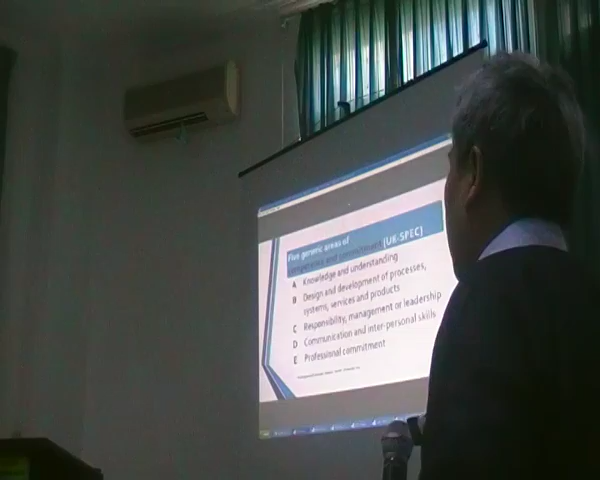 Five generic areas of
competence and commitment (UK-SPEC)
A Knowledge and understanding
B Design and development of processes,
systems, services and products
C Responsibility, management or leadership
D Communication and inter-personal skills
E Professional commitment